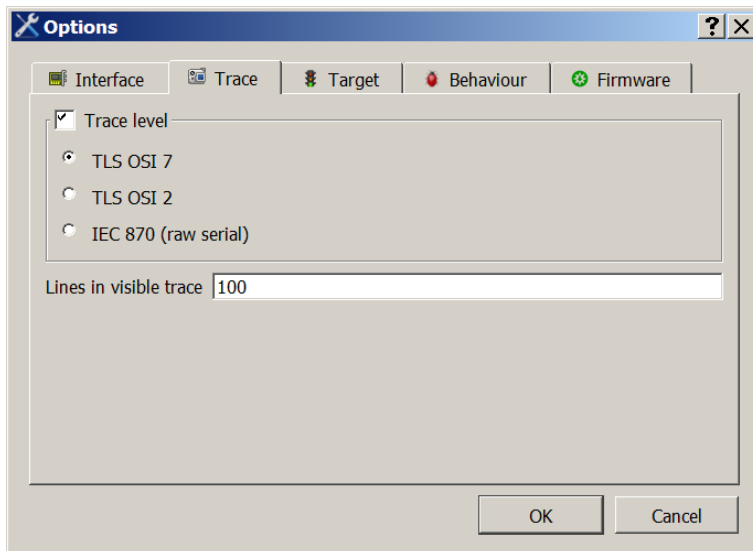 Options
Interface Trace Target Behaviour Firmware
Trace level
TLS OSI 7
TLS OSI 2
IEC 870 (raw serial)
Lines in visible trace 100
OK Cancel